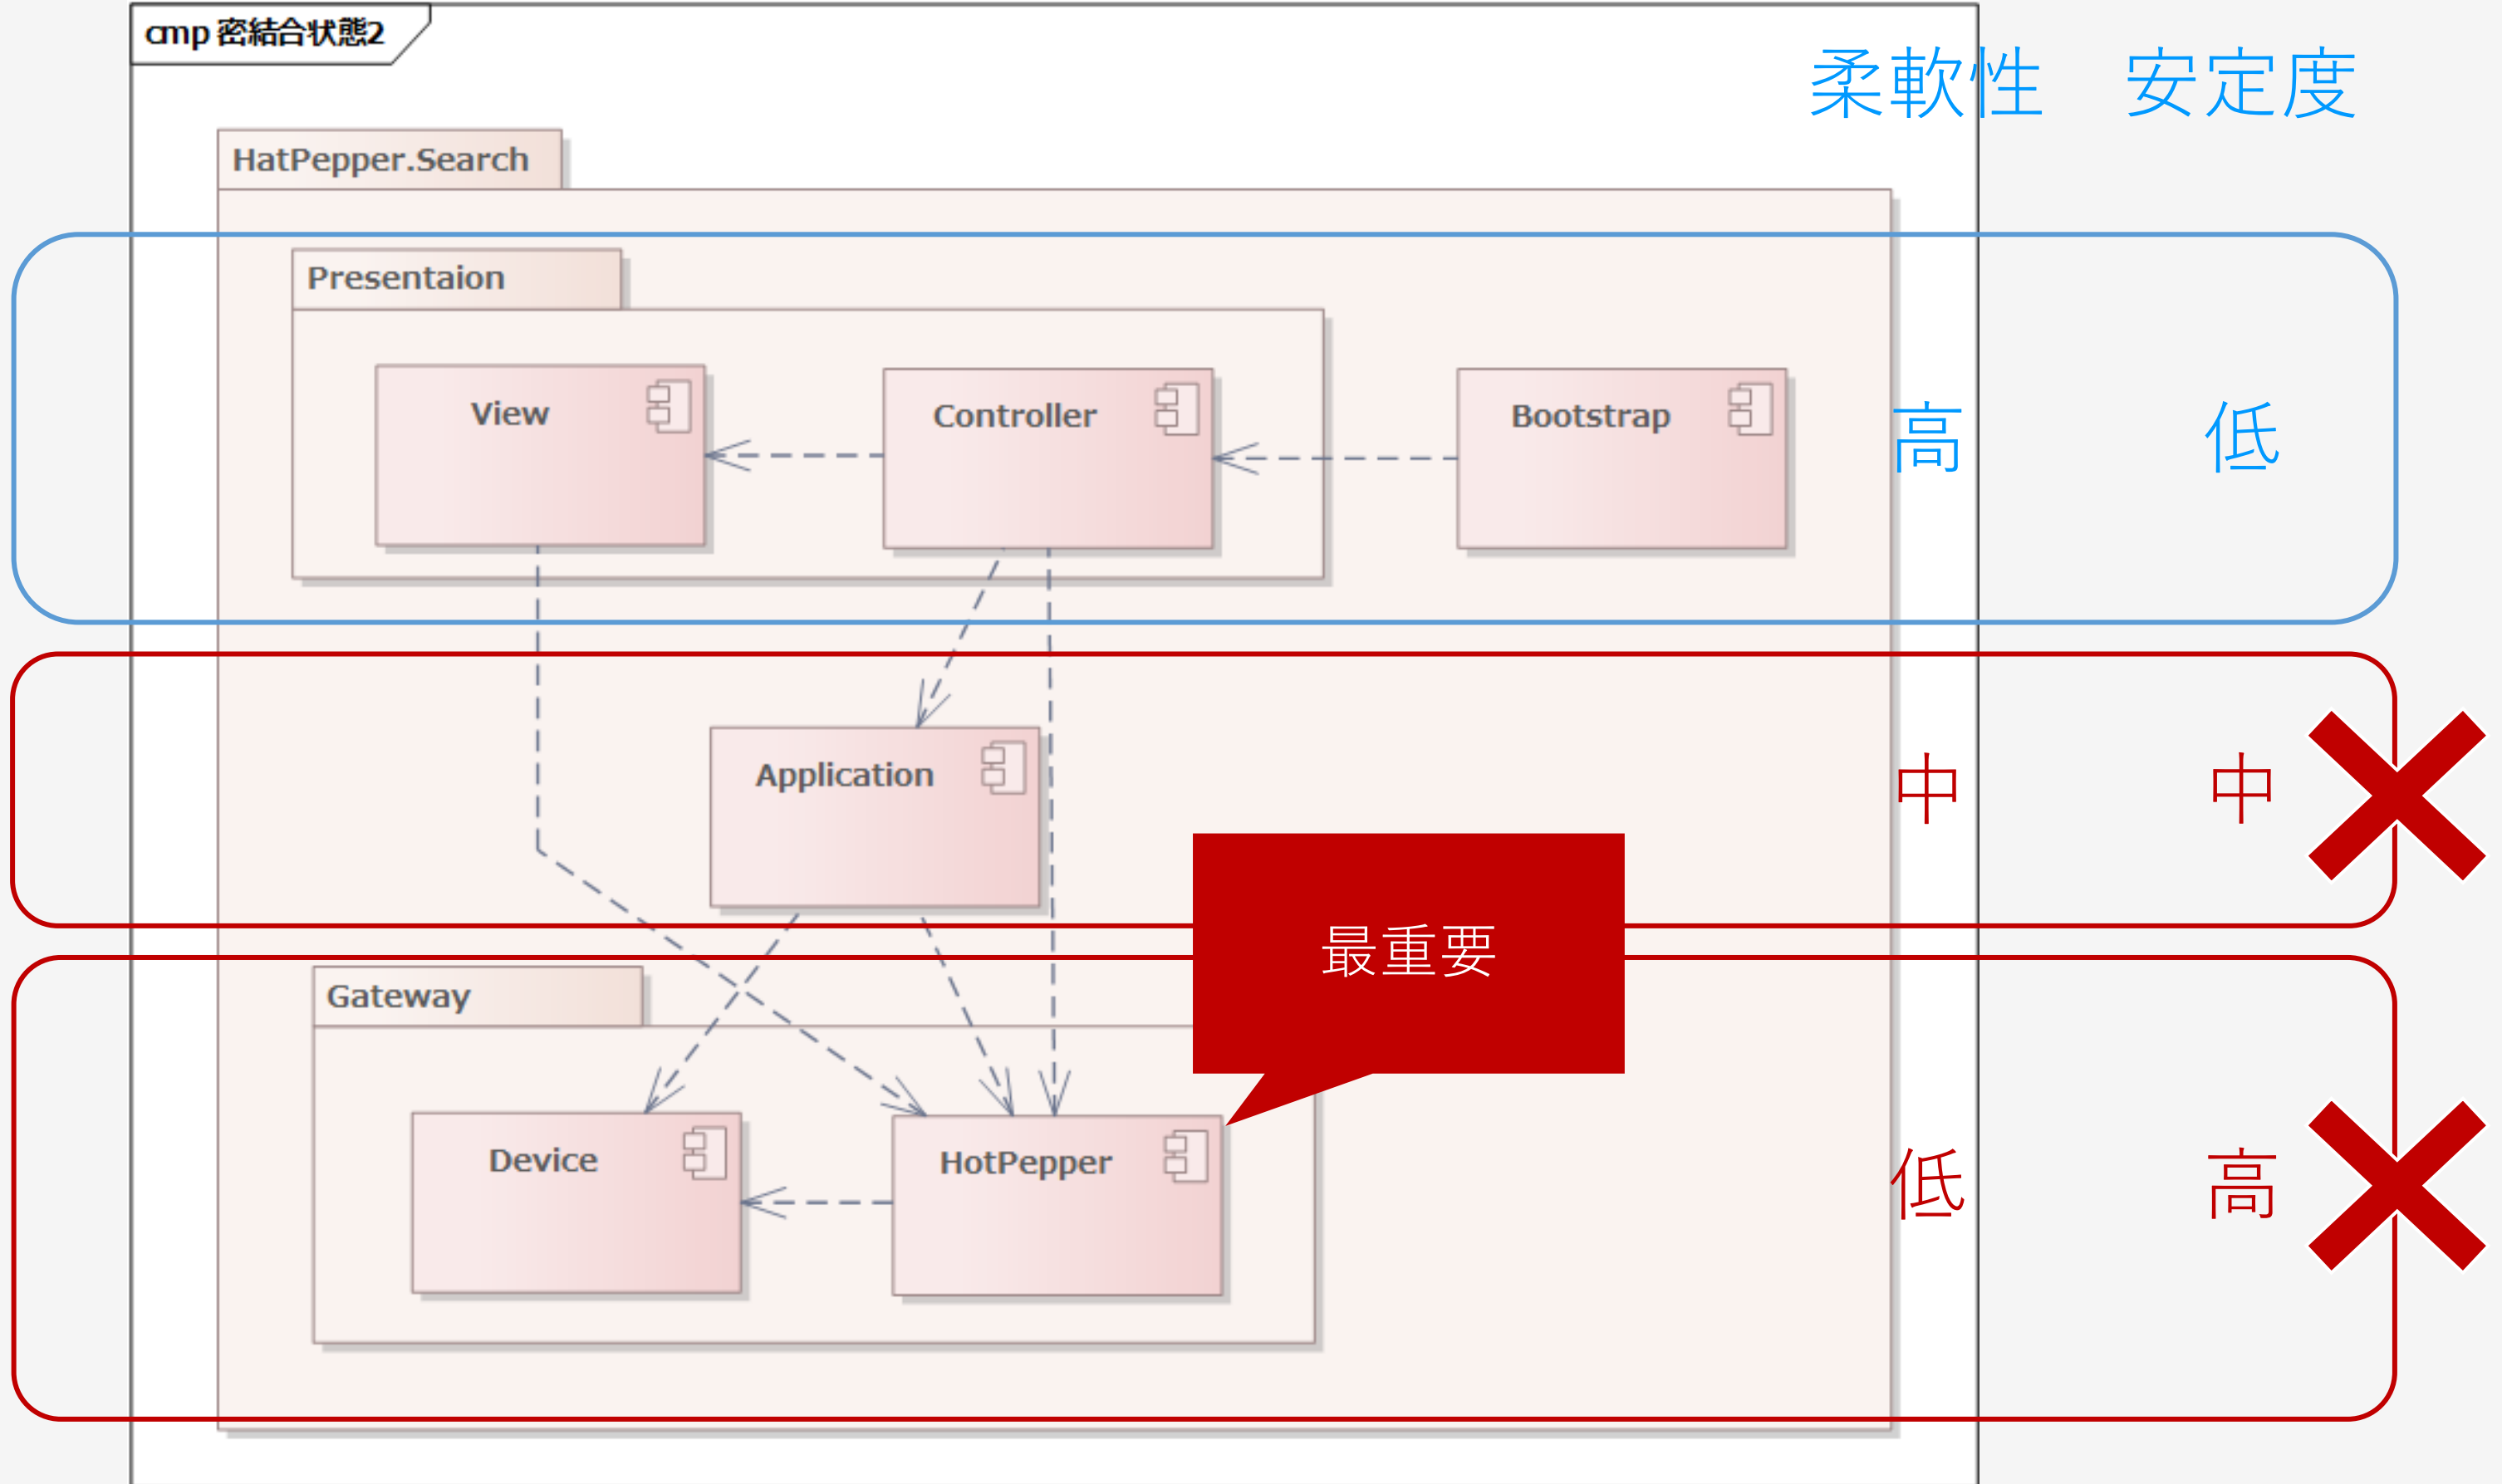 cmp 密結合状態2
柔軟性 安定度
HatPepper.Search
Presentaion
View
Controller
Bootstrap
高 低
Application
中 中
最重要
Gateway
Device
HotPepper
低 高